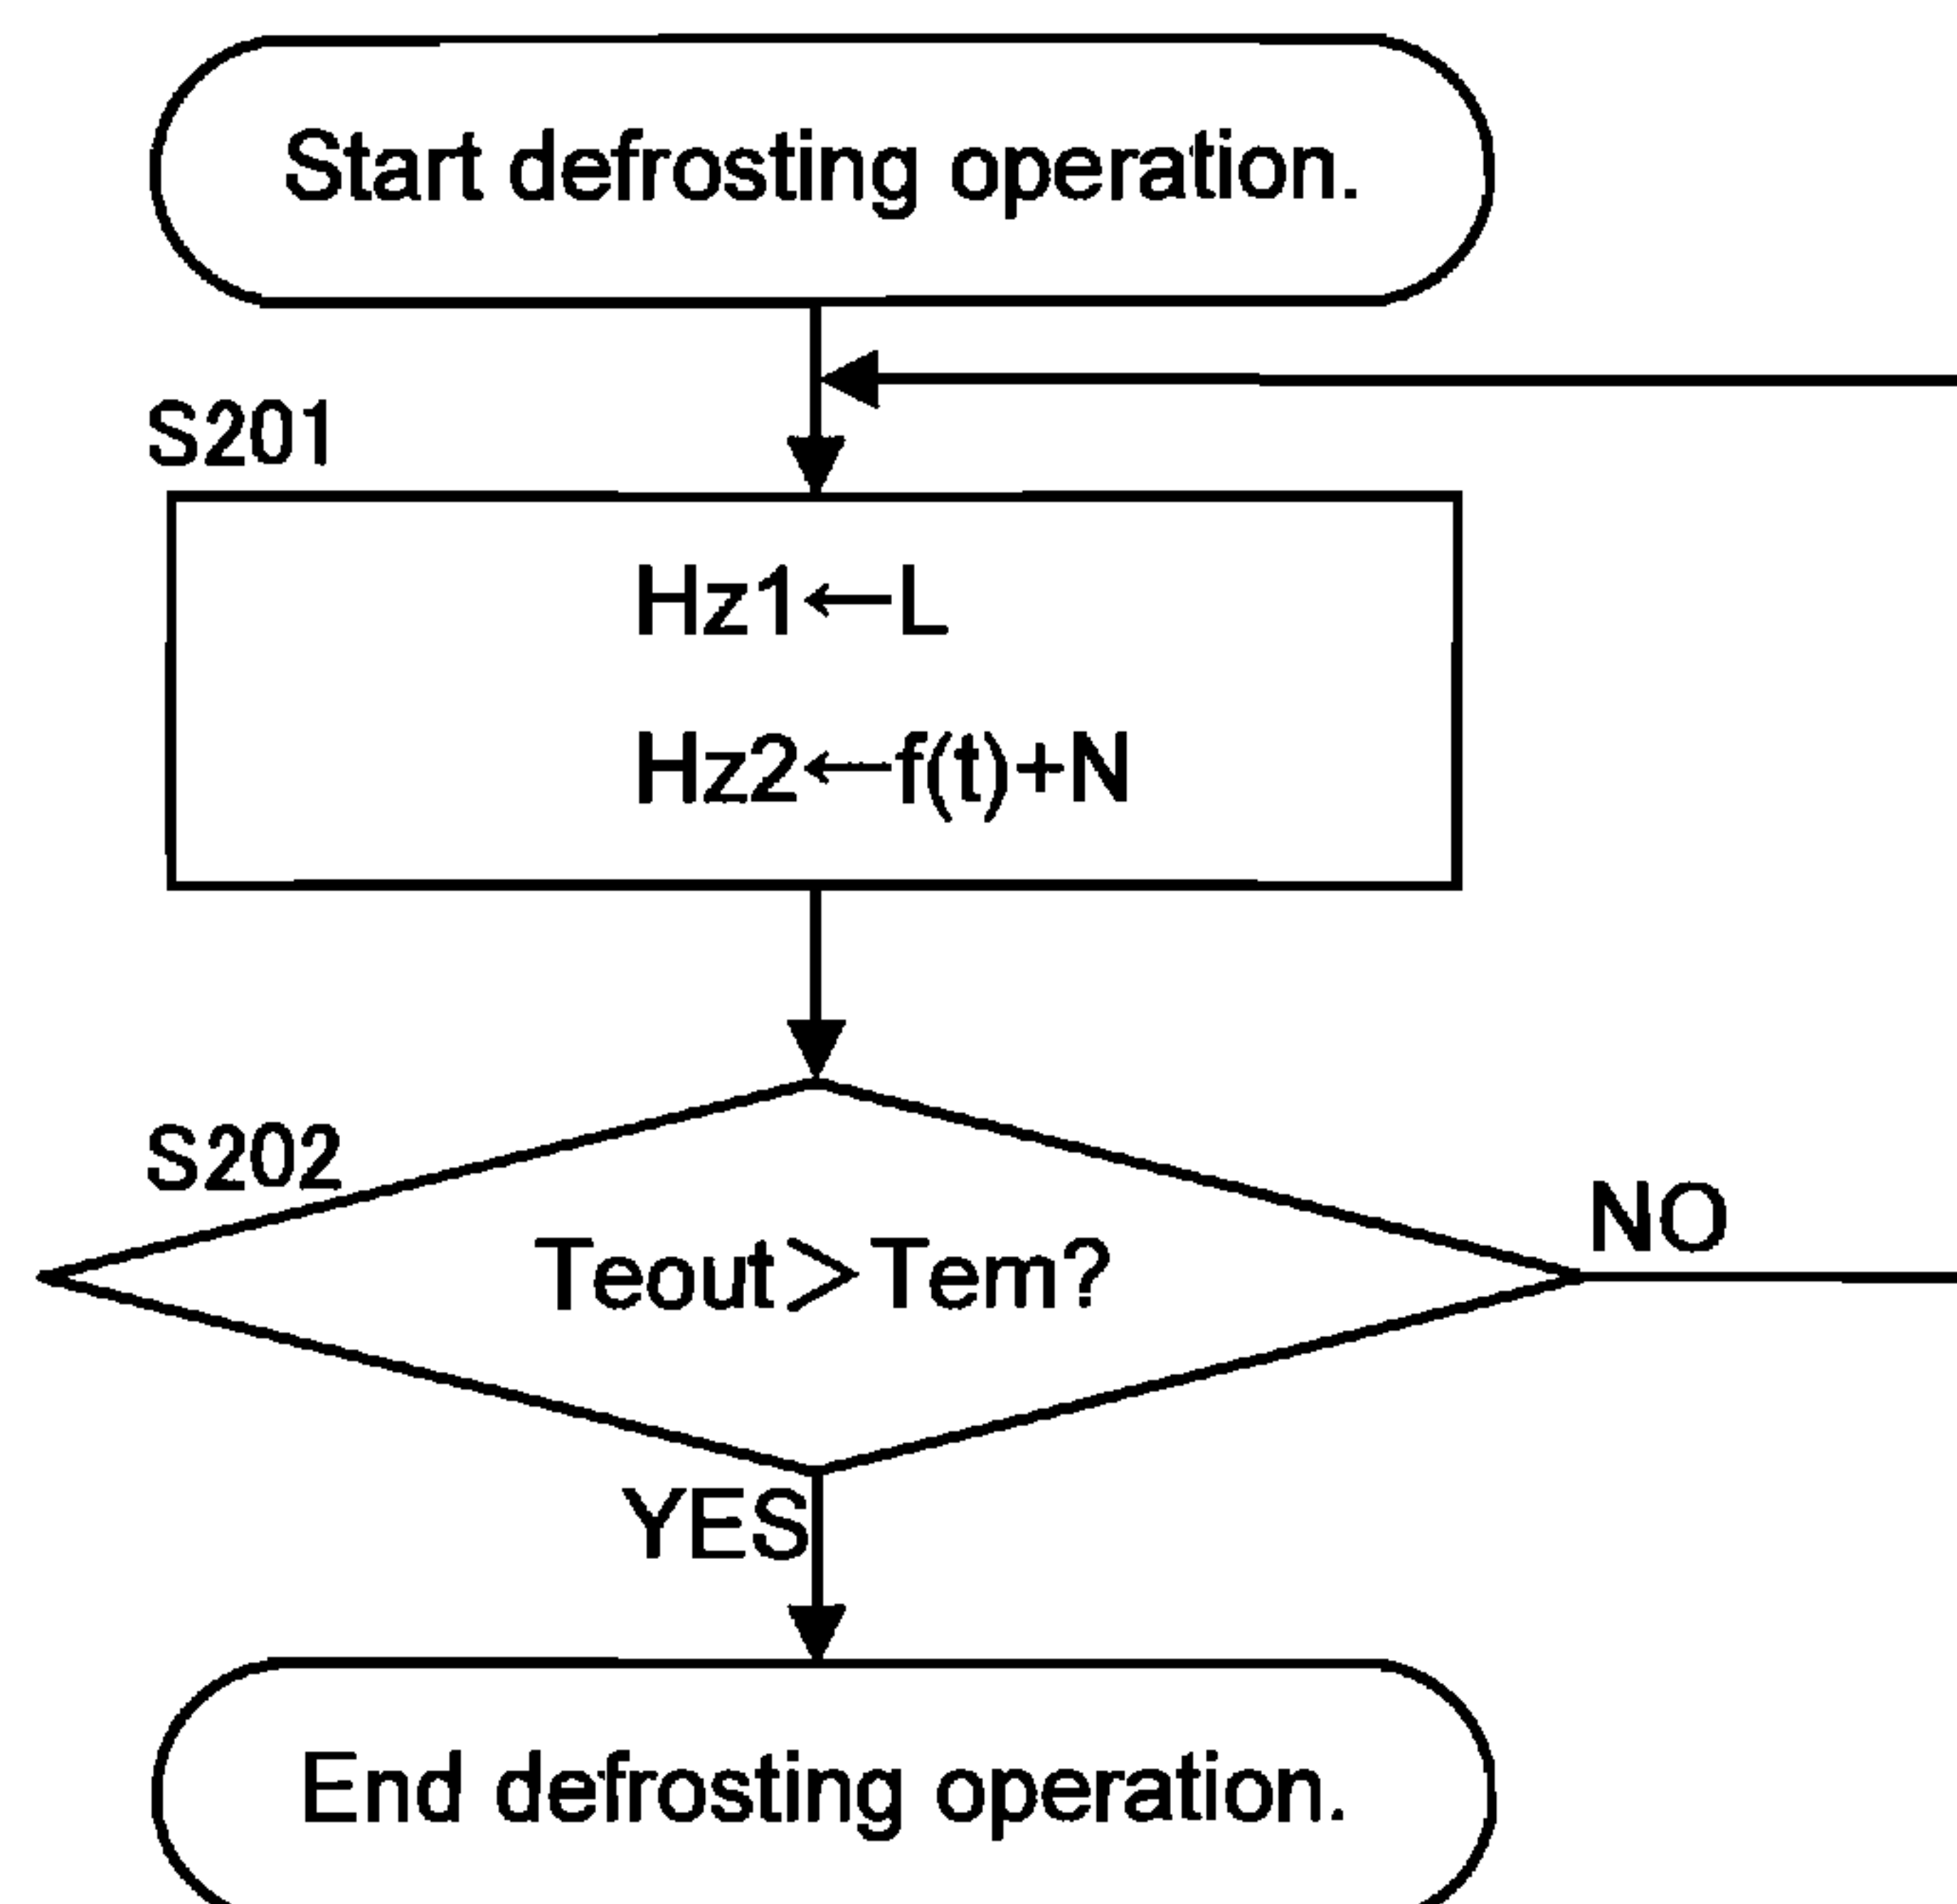 Start defrosting operation.
S201
Hz1←L
Hz2←f(t)+N
S202
Teout>Tem?
NO
YES
End defrosting operation.